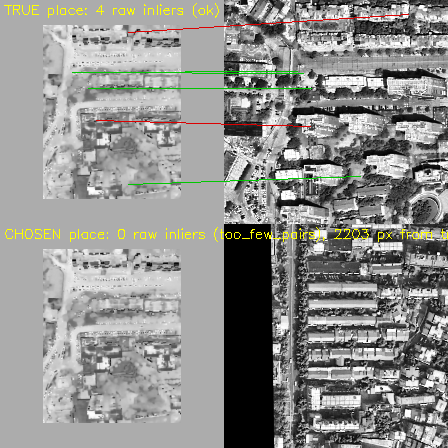 TRUE place: 4 raw inliers (ok)
CHOSEN place: 0 raw inliers (too_few_pairs), 2203 px from t